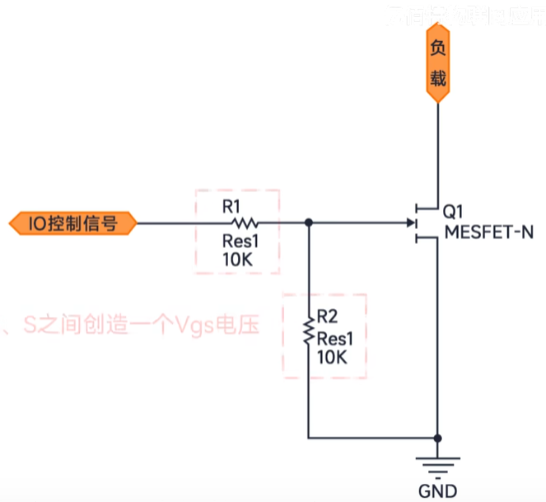 负
载
IO控制信号
R1
Res1
10K
Q1
MESFET-N
、S之间创造一个Vgs电压
R2
Res1
10K
GND